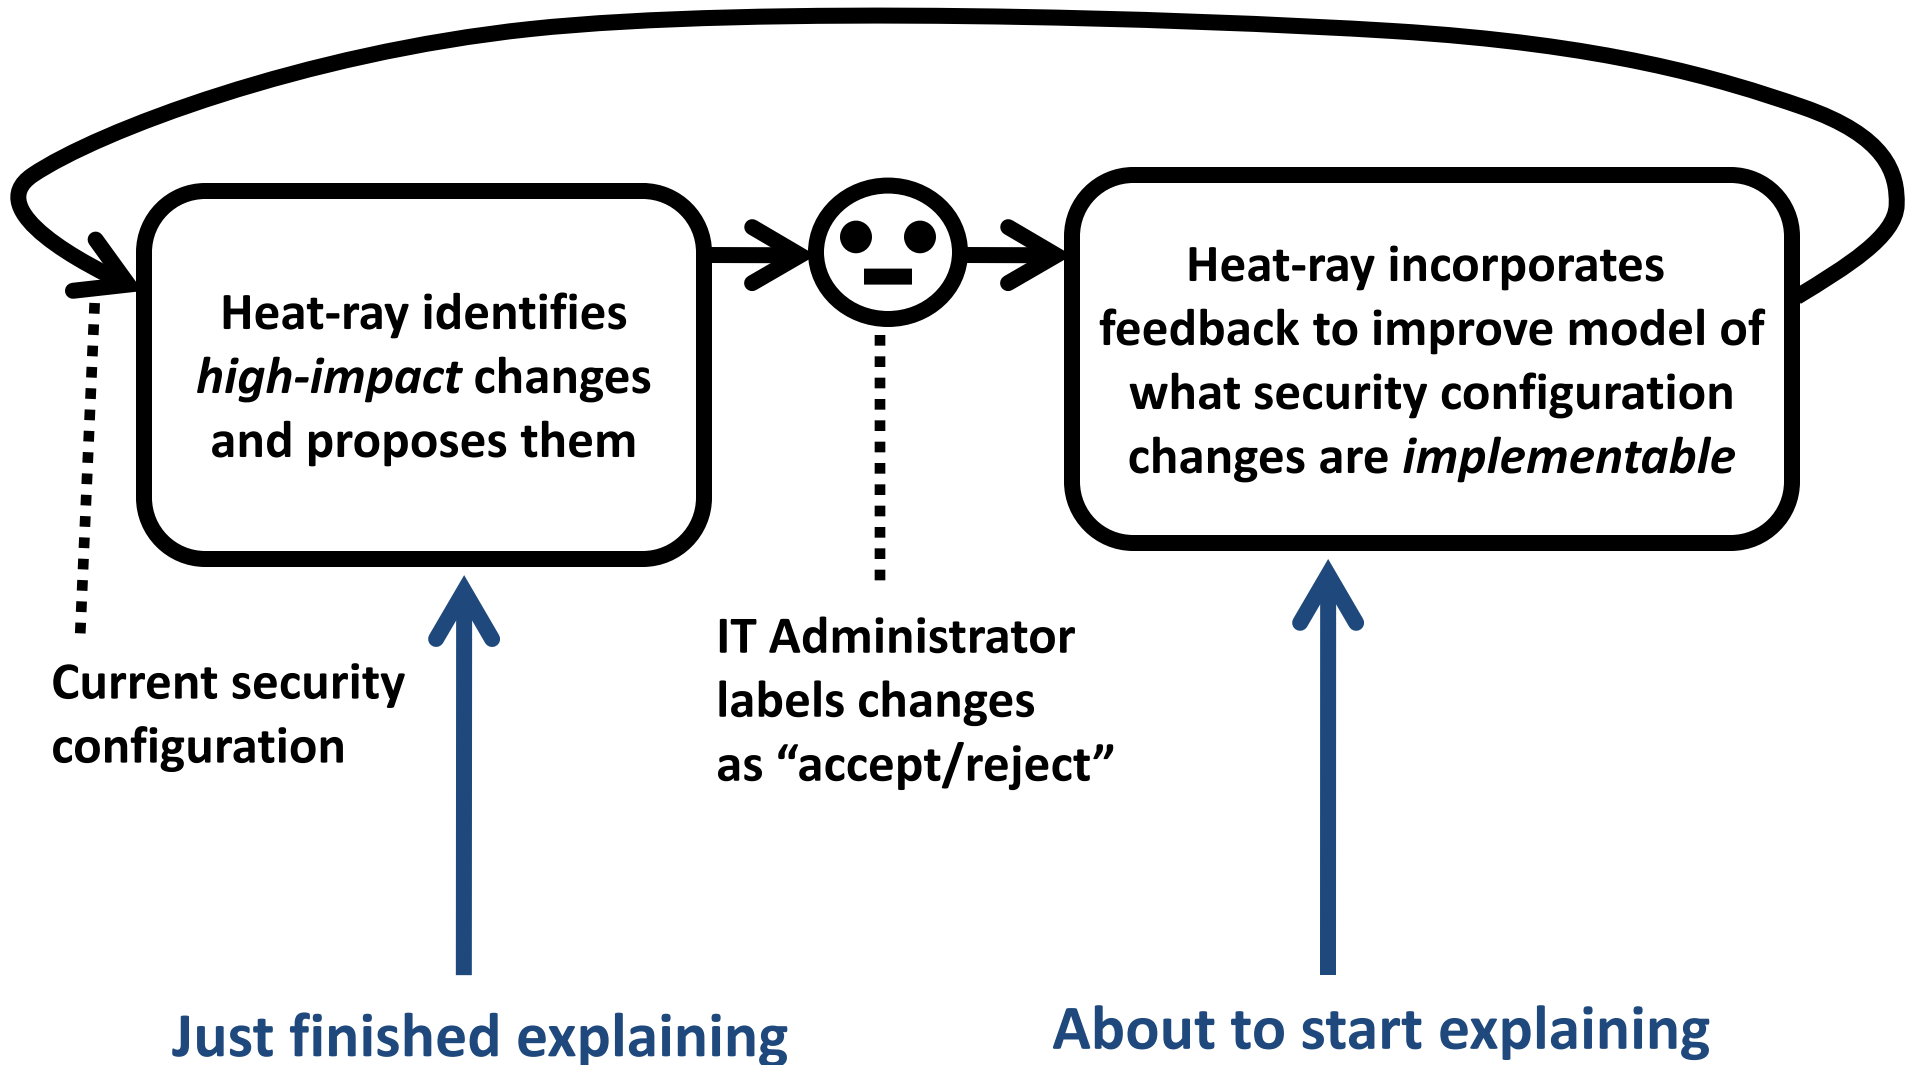 Heat-ray identifies
high-impact changes
and proposes them
Heat-ray incorporates
feedback to improve model of
what security configuration
changes are implementable
Current security
configuration
IT Administrator
labels changes
as “accept/reject”
Just finished explaining
About to start explaining